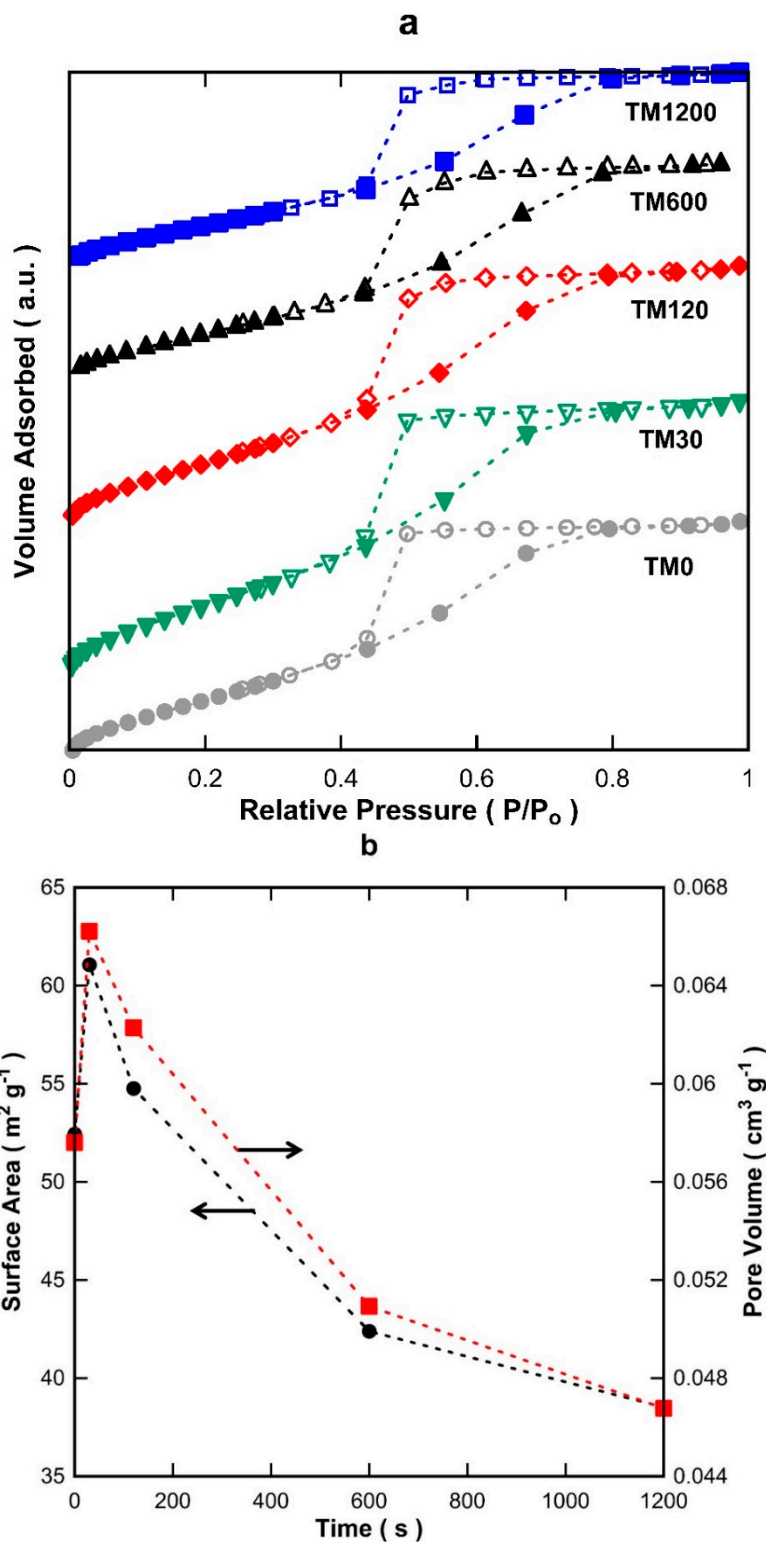 a
Volume Adsorbed ( a.u. )
TM1200
TM600
TM120
TM30
TM0
0 0.2 0.4 0.6 0.8 1
Relative Pressure ( P/Po )
b
Surface Area ( m2 g-1 )
65
60
55
50
45
40
35
0.068
0.064
0.06
0.056
0.052
0.048
0.044
Pore Volume ( cm3 g-1 )
0 200 400 600 800 1000 1200
Time ( s )